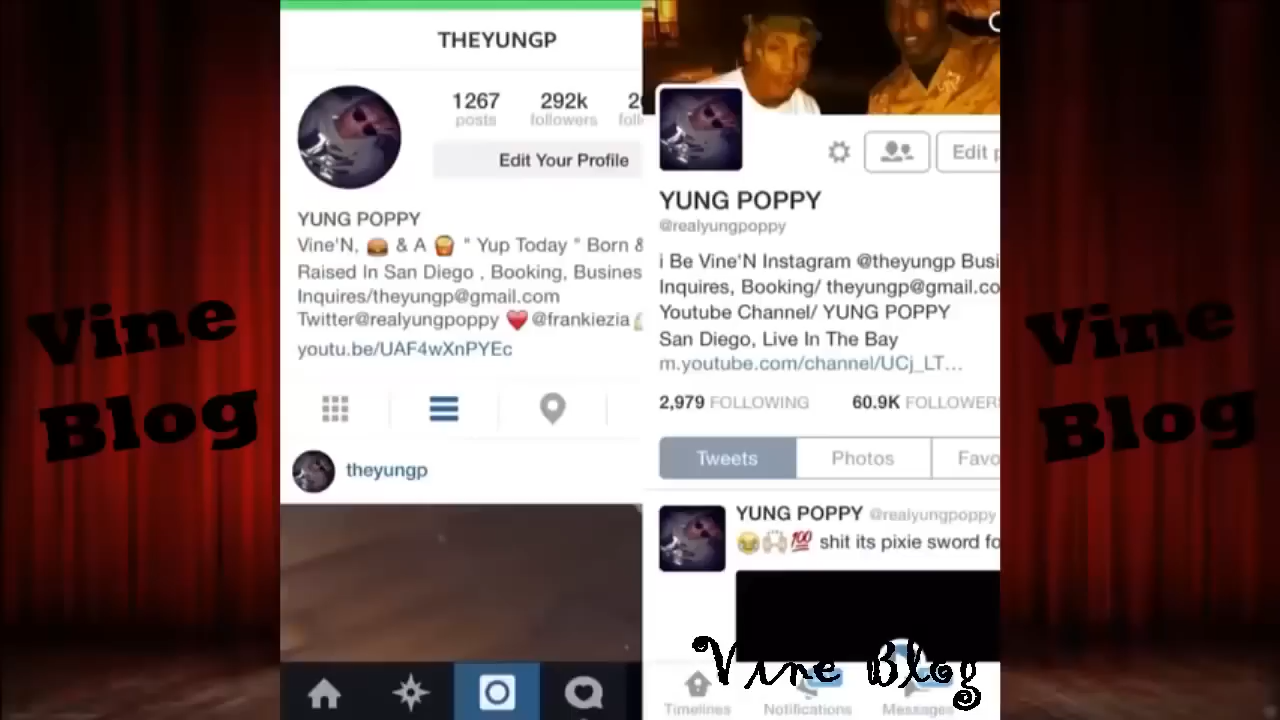 Vine
Blog
THEYUNGP
1267
posts
292k
followers
Edit Your Profile
YUNG POPPY
Vine'N, 🍔 & A 🍟 " Yup Today " Born &
Raised In San Diego , Booking, Busines
Inquires/theyungp@gmail.com
Twitter@realyungpoppy ❤️ @frankiezia
youtu.be/UAF4wXnPYEc
theyungp
Edit
YUNG POPPY
@realyungpoppy
i Be Vine'N Instagram @theyungp Busi
Inquires, Booking/ theyungp@gmail.co
Youtube Channel/ YUNG POPPY
San Diego, Live In The Bay
m.youtube.com/channel/UCj_LT...
2,979 FOLLOWING 60.9K FOLLOWERS
Tweets Photos Favo
YUNG POPPY @realyungpoppy
😂🙌💯 shit its pixie sword fo
Vine Blog
Timelines Notifications Messages
Vine
Blog